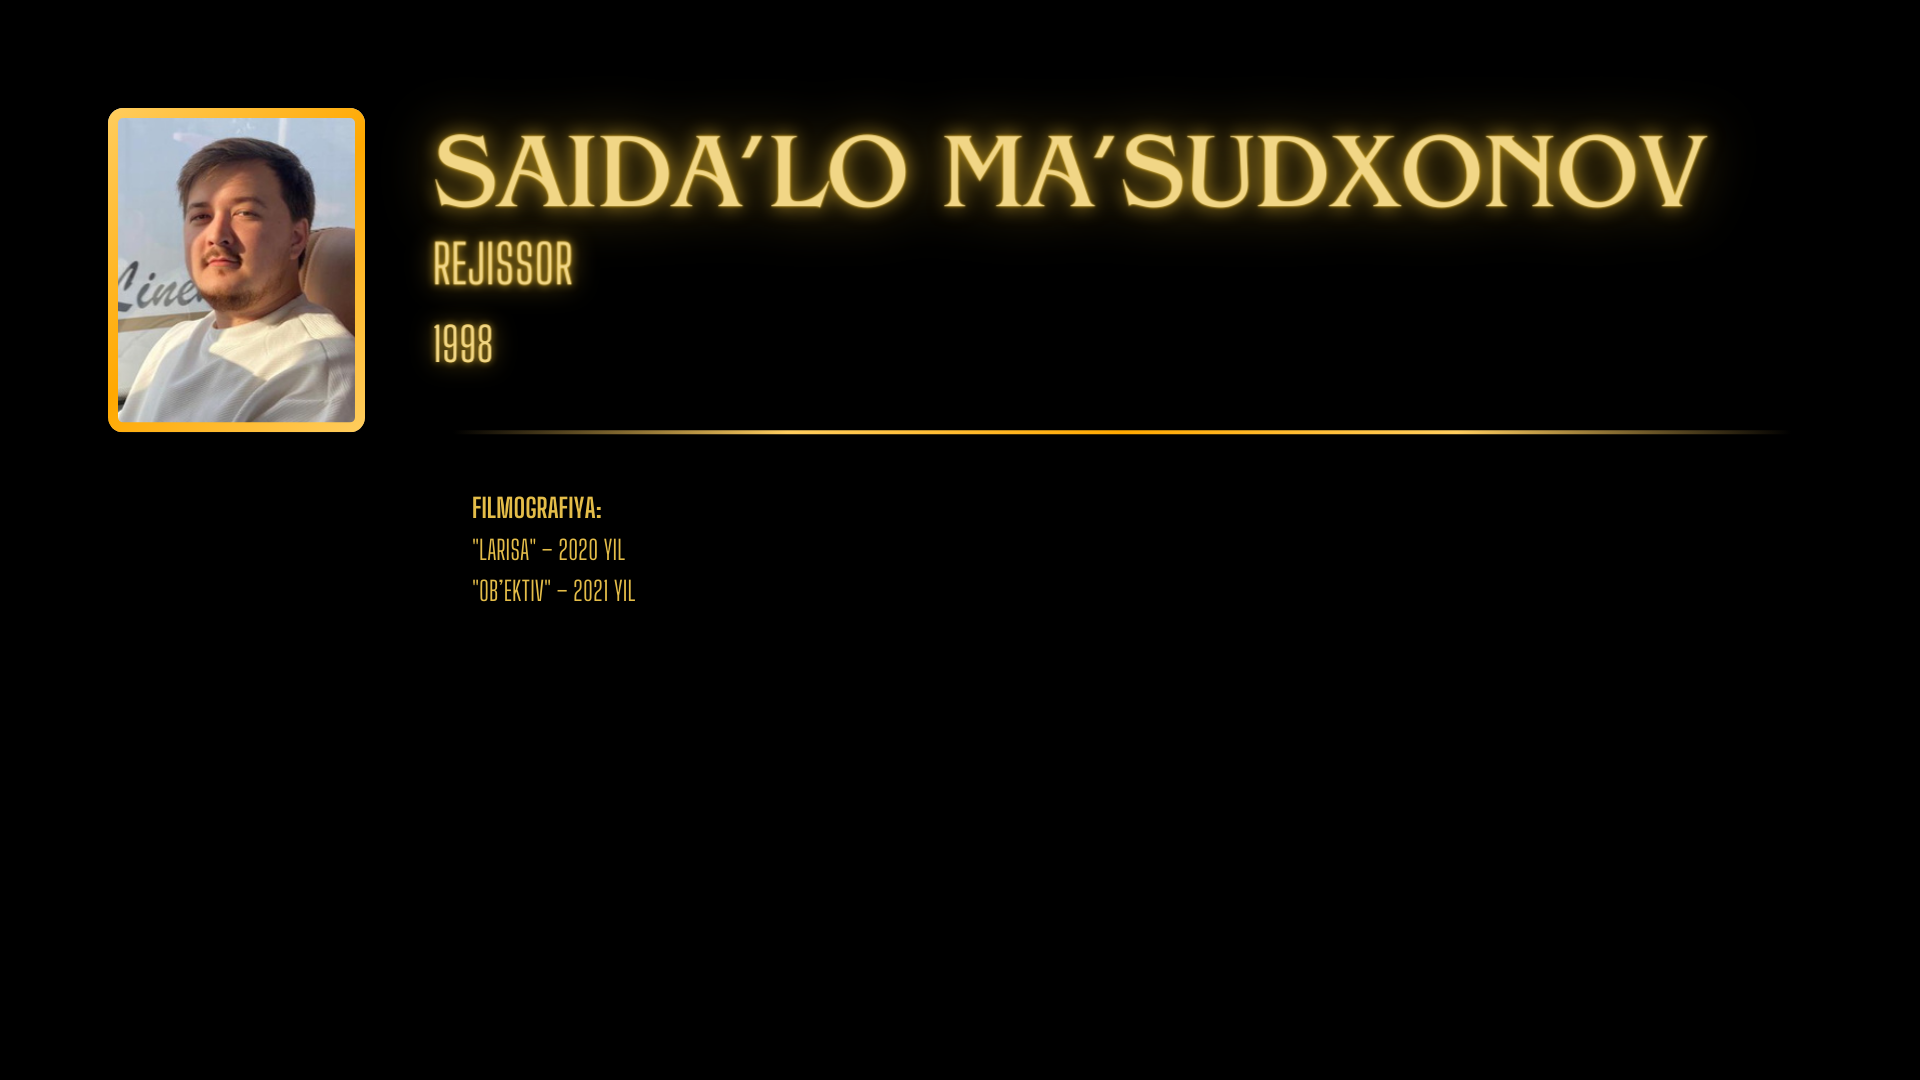 SAIDA’LO MA’SUDXONOV
REJISSOR
1998
FILMOGRAFIYA:
"LARISA" – 2020 YIL
"OB’EKTIV" – 2021 YIL